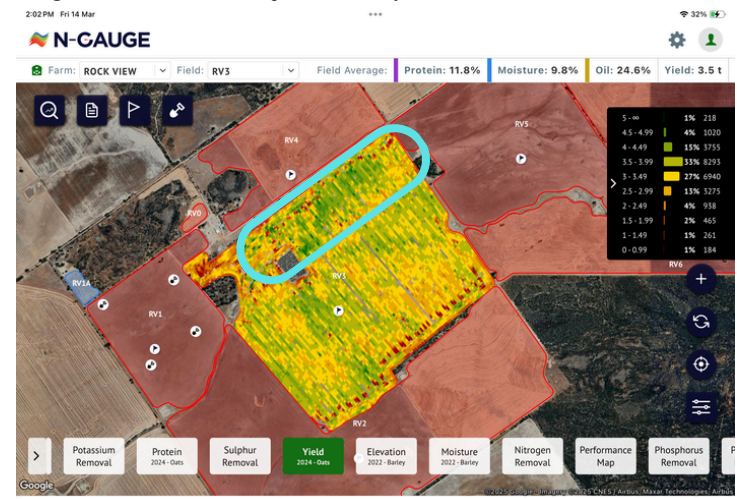 2:02 PM Fri 14 Mar
32%
N-GAUGE
Farm: ROCK VIEW Field: RV3 Field Average: Protein: 11.8% Moisture: 9.8% Oil: 24.6% Yield: 3.5 t
5 - ∞ 1% 218
4.5 - 4.99 4% 1020
4 - 4.49 15% 3755
3.5 - 3.99 33% 8293
3 - 3.49 27% 6940
2.5 - 2.99 13% 3275
2 - 2.49 4% 938
1.5 - 1.99 2% 465
1 - 1.49 1% 261
0 - 0.99 1% 184
RV5
RV4
RV0
RV6
RV3
RV1A
RV1
RV2
Potassium Removal
Protein 2024 - Oats
Sulphur Removal
Yield 2024 - Oats
Elevation 2022 - Barley
Moisture 2022 - Barley
Nitrogen Removal
Performance Map
Phosphorus Removal
P
Google
©2025 Google - Imagery ©2025 CNES / Airbus, Maxar Technologies, Airbus